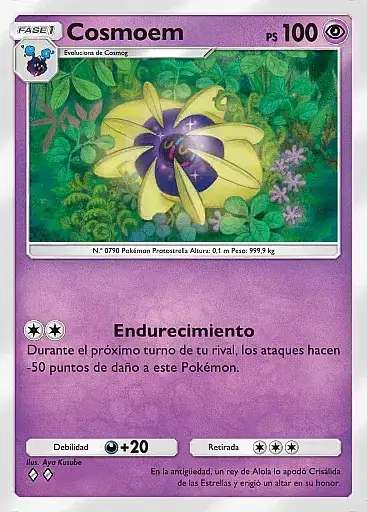 FASE 1
Cosmoem
PS 100
Evoluciona de Cosmog
N.º 0790 Pokémon Protostrella Altura: 0,1 m Peso: 999,9 kg
Endurecimiento
Durante el próximo turno de tu rival, los ataques hacen
-50 puntos de daño a este Pokémon.
Debilidad +20 Retirada
Ilus. Aya Kusube
En la antigüedad, un rey de Alola lo apodó Crisálida
de las Estrellas y erigió un altar en su honor.